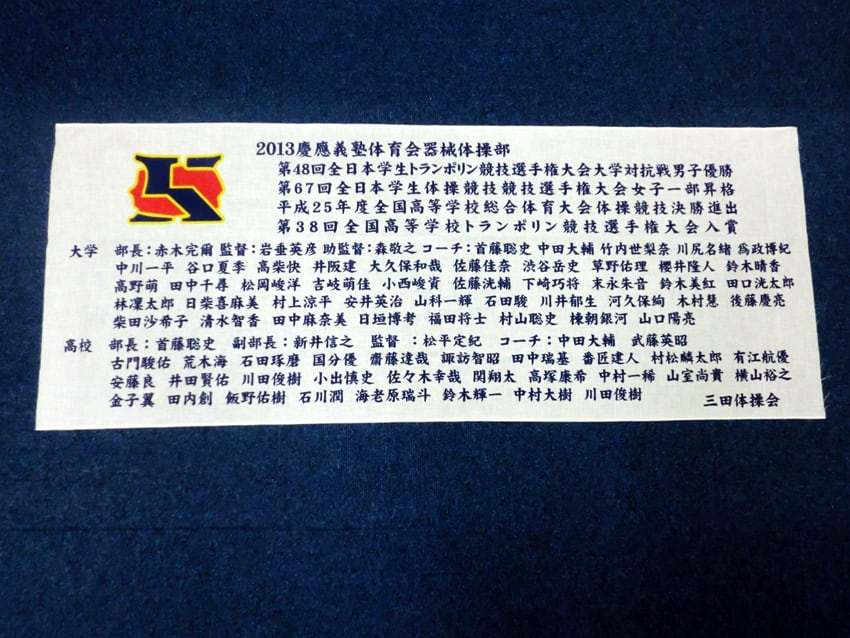 2013慶應義塾体育会器械体操部
第48回全日本学生トランポリン競技選手権大会大学対抗戦男子優勝
第67回全日本学生体操競技競技選手権大会女子一部昇格
平成25年度全国高等学校総合体育大会体操競技決勝進出
第38回全国高等学校トランポリン競技選手権大会入賞
大学 部長:赤木完爾 監督:岩垂英彦 助監督:森敬之 コーチ:首藤聡史 中田大輔 竹内世梨奈 川尻名緒 為政博紀
中川一平 谷口夏季 高柴快 井阪建 大久保和哉 佐藤佳奈 渋谷岳史 草野佑理 櫻井隆人 鈴木晴香
高野萌 田中千尋 松岡峻洋 吉岐萌佳 小西峻資 佐藤洸輔 下崎巧将 末永朱音 鈴木美紅 田口洸太郎
林凜太郎 日柴喜麻美 村上涼平 安井英治 山科一輝 石田駿 川井郁生 河久保絢 木村慧 後藤慶亮
柴田沙希子 清水智香 田中麻奈美 日垣博考 福田将士 村山聡史 棟朝銀河 山口陽亮
高校 部長:首藤聡史 副部長:新井信之 監督:松平定紀 コーチ:中田大輔 武藤英昭
古門駿佑 荒木海 石田琢磨 国分優 齋藤達哉 諏訪智昭 田中瑞基 番匠建人 村松麟太郎 有江航優
安藤良 井田賢佑 川田俊樹 小出慎史 佐々木幸哉 関翔太 高塚康希 中村一稀 山室尚貴 横山裕之
金子翼 田内創 飯野佑樹 石川潤 海老原瑞斗 鈴木輝一 中村大樹 川田俊樹 三田体操会